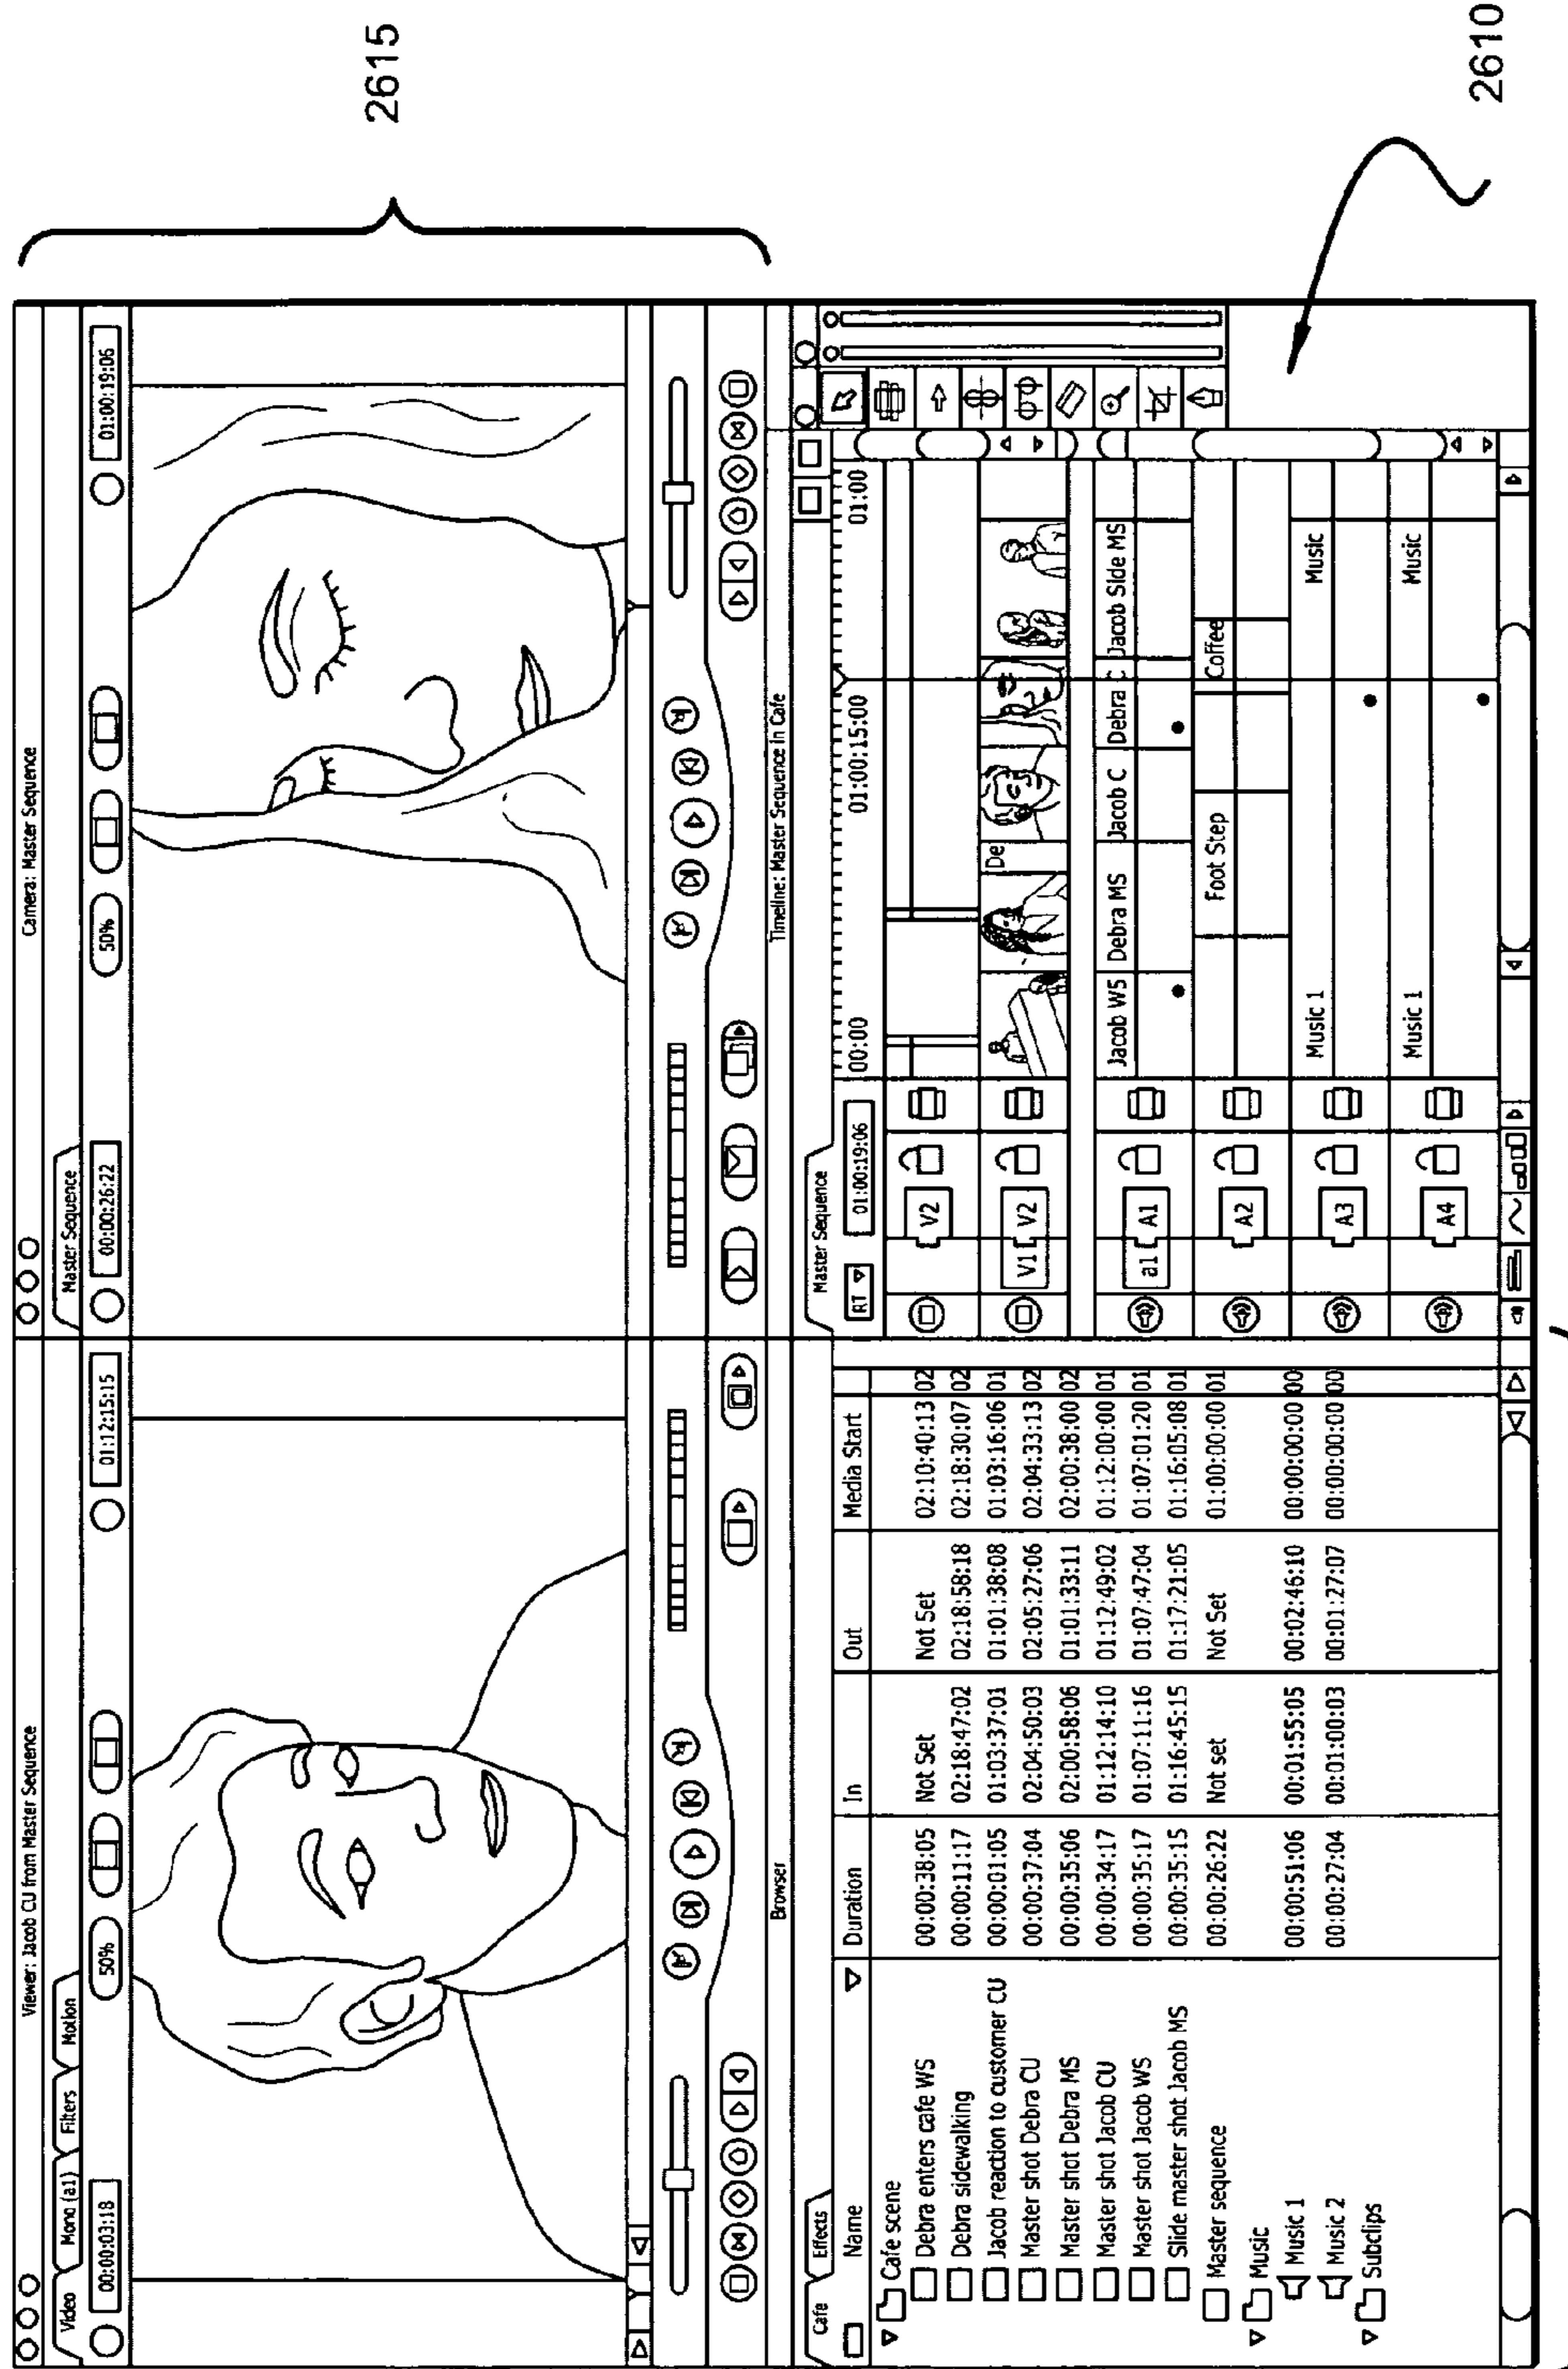 2615
2610
Viewer: Jacob CU from Master Sequence
Video Mono (a1) Filters Motion
00:00:03:18 50% 01:12:15:15
Camera: Master Sequence
Master Sequence
00:00:26:22 50% 01:00:19:06
Browser
Cafe Effects
Name Duration In Out Media Start
Cafe scene
Debra enters cafe WS 00:00:38:05 Not Set Not Set 02:10:40:13 02
Debra sidewalking 00:00:11:17 02:18:47:02 02:18:58:18 02:18:30:07 02
Jacob reaction to customer CU 00:00:01:05 01:03:37:01 01:01:38:08 01:03:16:06 01
Master shot Debra CU 00:00:37:04 02:04:50:03 02:05:27:06 02:04:33:13 02
Master shot Debra MS 00:00:35:06 02:00:58:06 01:01:33:11 02:00:38:00 02
Master shot Jacob CU 00:00:34:17 01:12:14:10 01:12:49:02 01:12:00:00 01
Master shot Jacob WS 00:00:35:17 01:07:11:16 01:07:47:04 01:07:01:20 01
Slide master shot Jacob MS 00:00:35:15 01:16:45:15 01:17:21:05 01:16:05:08 01
Master sequence 00:00:26:22 Not set Not Set 01:00:00:00 01
Music
Music 1 00:00:51:06 00:01:55:05 00:02:46:10 00:00:00:00 00
Music 2 00:00:27:04 00:01:00:03 00:01:27:07 00:00:00:00 00
Subclips
Timeline: Master Sequence in Cafe
Master Sequence
RT 01:00:19:06 00:00 01:00:15:00 01:00
V2
V1 V2 De
a1 A1 Jacob WS Debra MS Jacob C Debra C Jacob Side MS
A2 Foot Step Coffee
A3 Music 1 Music
A4 Music 1 Music